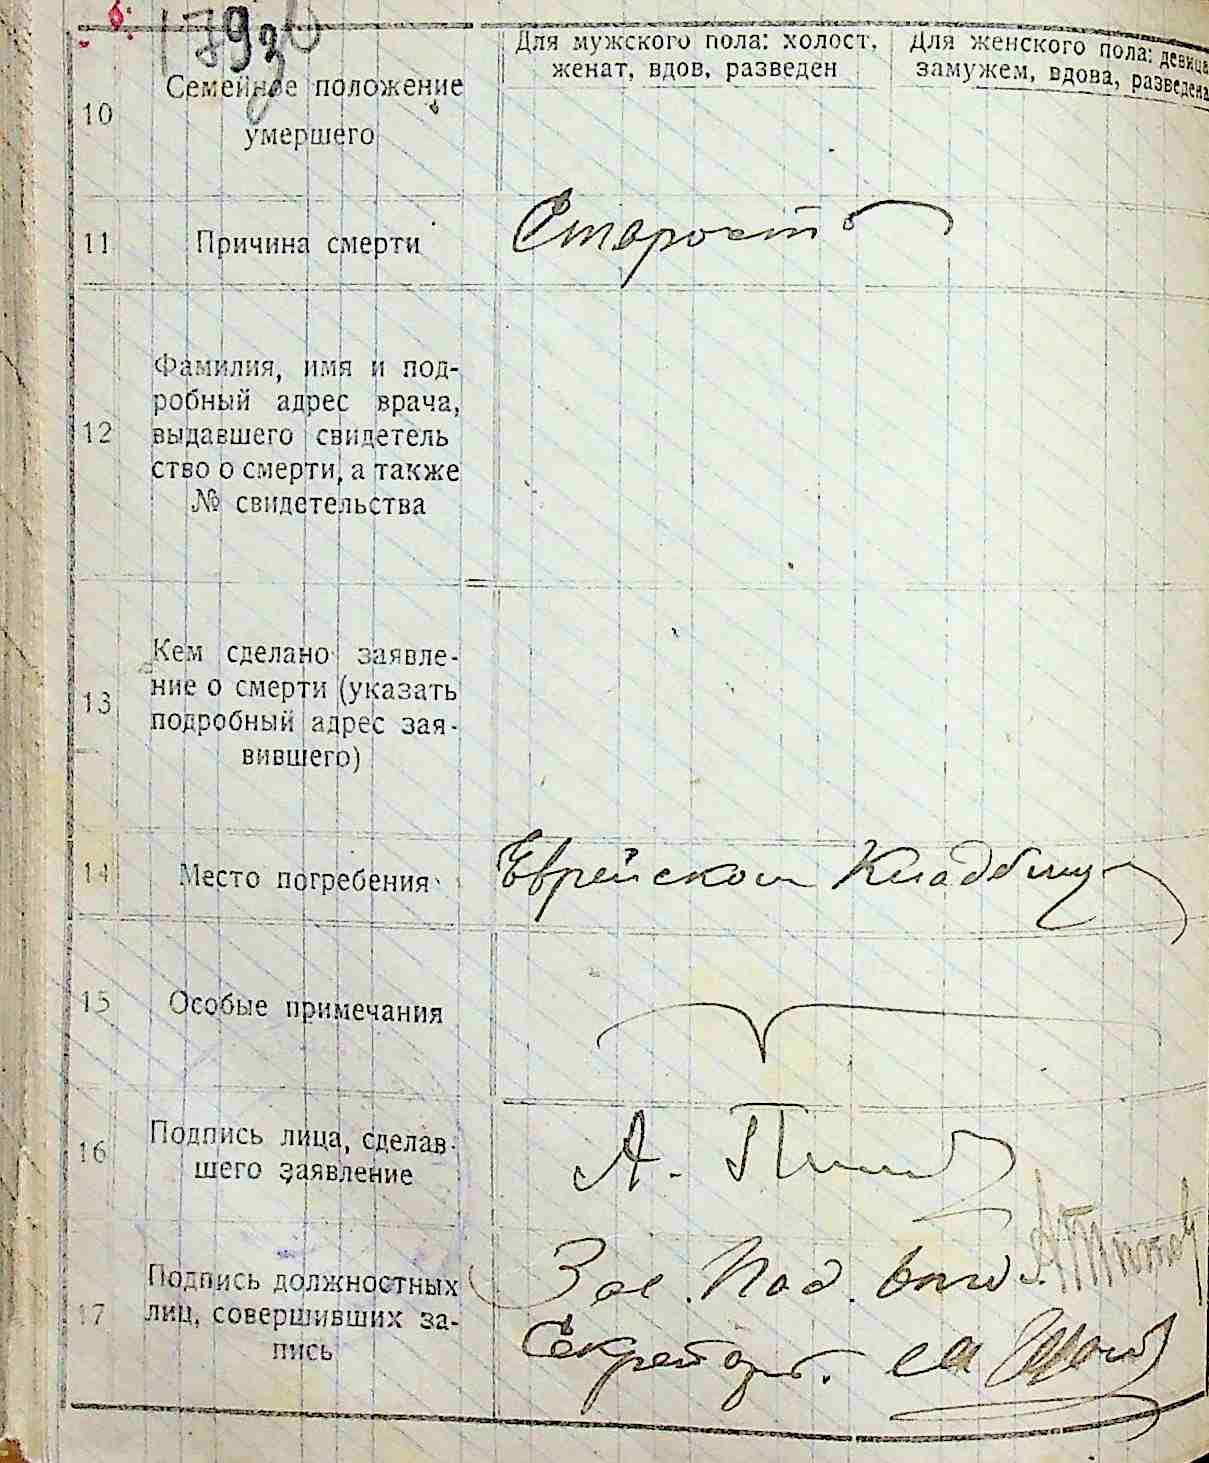 Для мужского пола: холост, женат, вдов, разведен
Для женского пола: девица, замужем, вдова, разведена
10
Семейное положение
умершего
11
Причина смерти
Старость
12
Фамилия, имя и под-
робный адрес врача,
выдавшего свидетель
ство о смерти, а также
№ свидетельства
13
Кем сделано заявле-
ние о смерти (указать
подробный адрес зая-
вившего)
14
Место погребения
Еврейском Кладбищ
15
Особые примечания
16
Подпись лица, сделав-
шего заявление
А.
17
Подпись должностных
лиц, совершивших за-
пись
Зав. Под.
Секретарь.